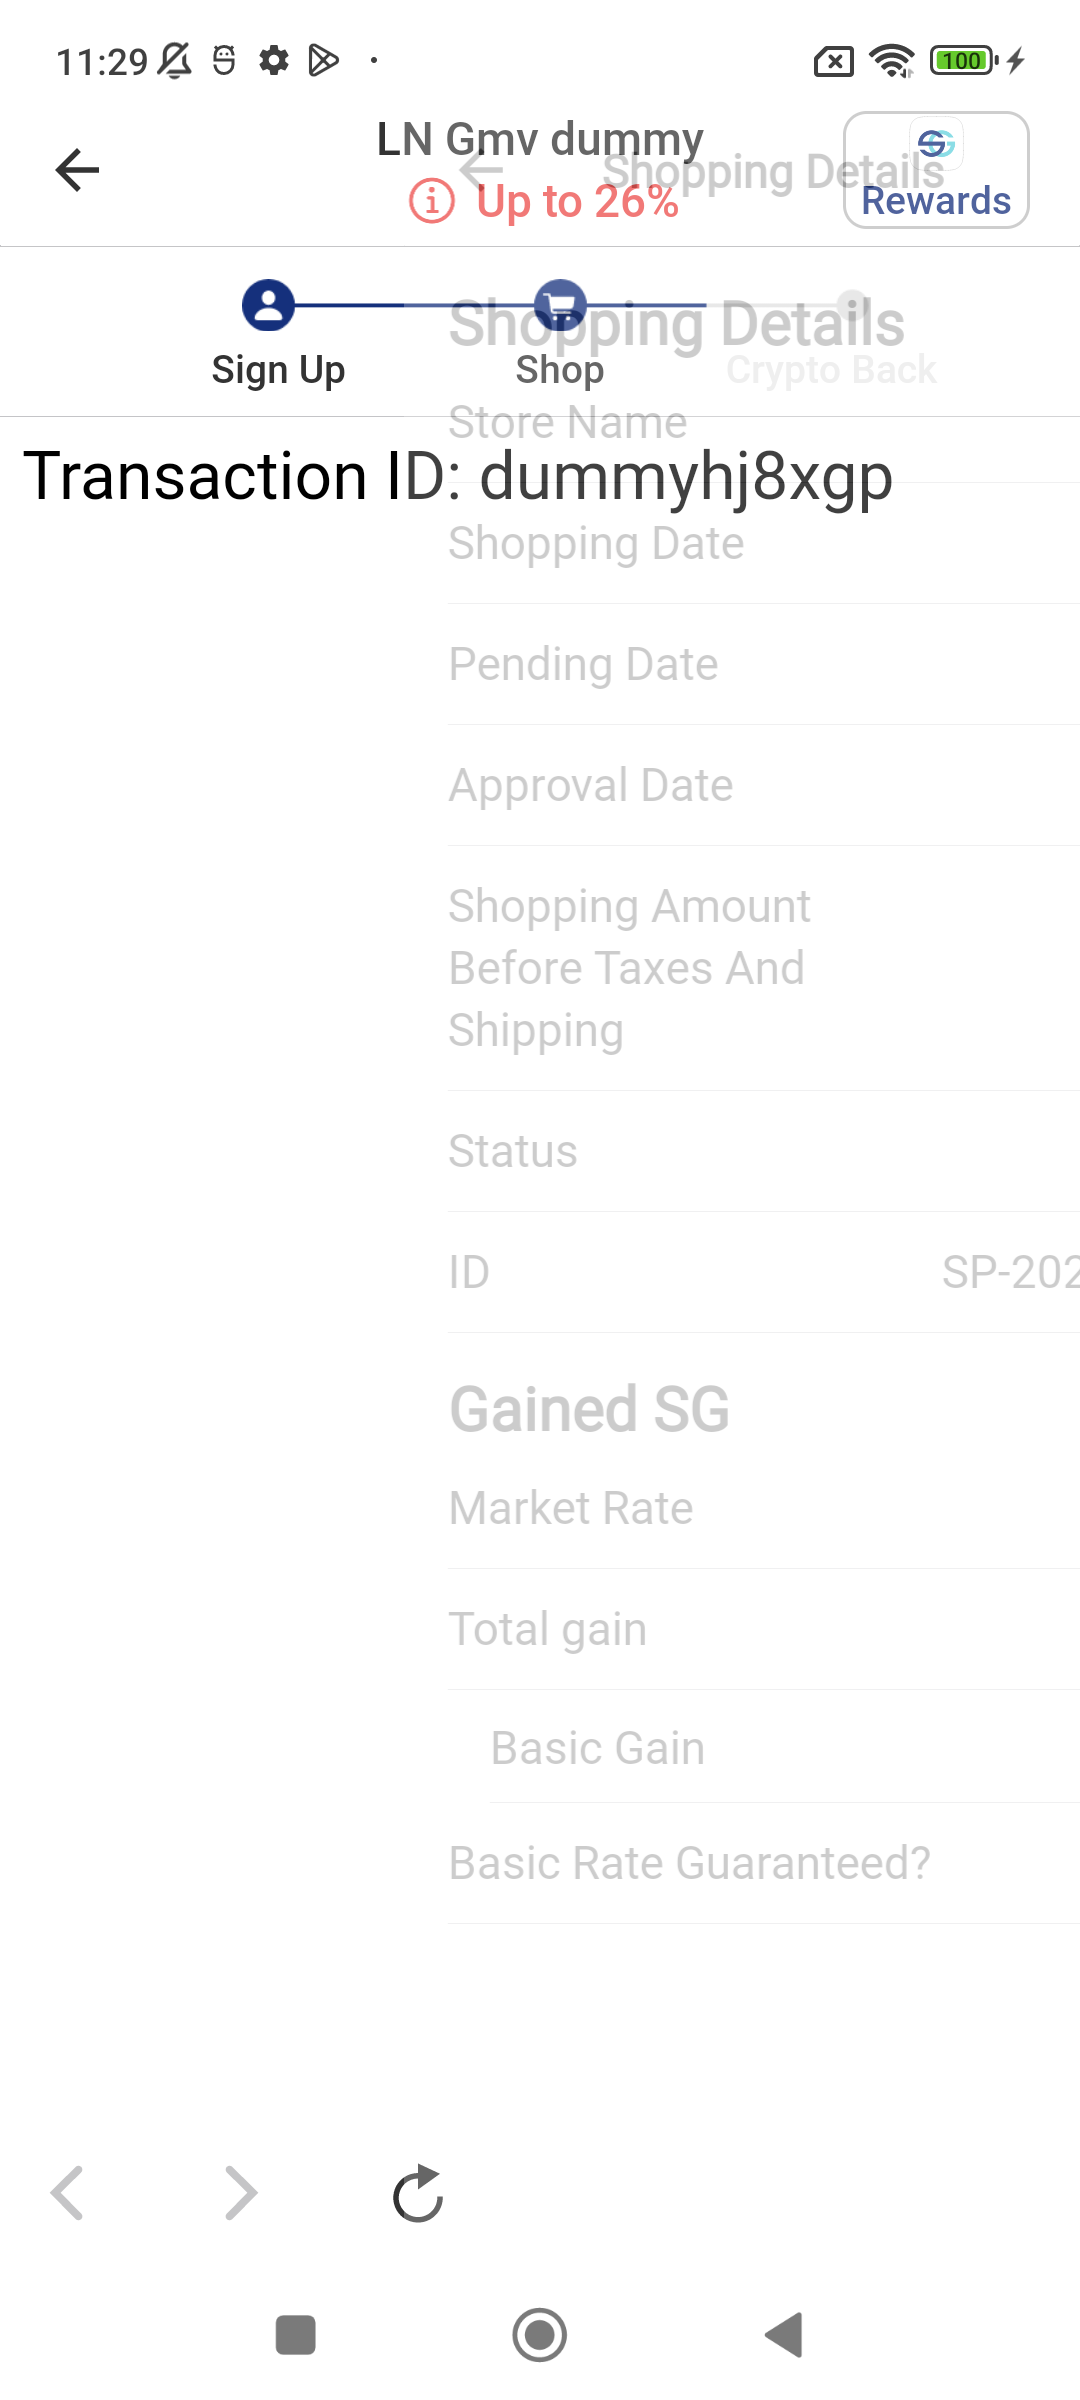 11:29
100
LN Gmv dummy
Shopping Details
Up to 26%
Rewards
Shopping Details
Sign Up
Shop
Crypto Back
Store Name
Transaction ID: dummyhj8xgp
Shopping Date
Pending Date
Approval Date
Shopping Amount
Before Taxes And
Shipping
Status
ID SP-202
Gained SG
Market Rate
Total gain
Basic Gain
Basic Rate Guaranteed?